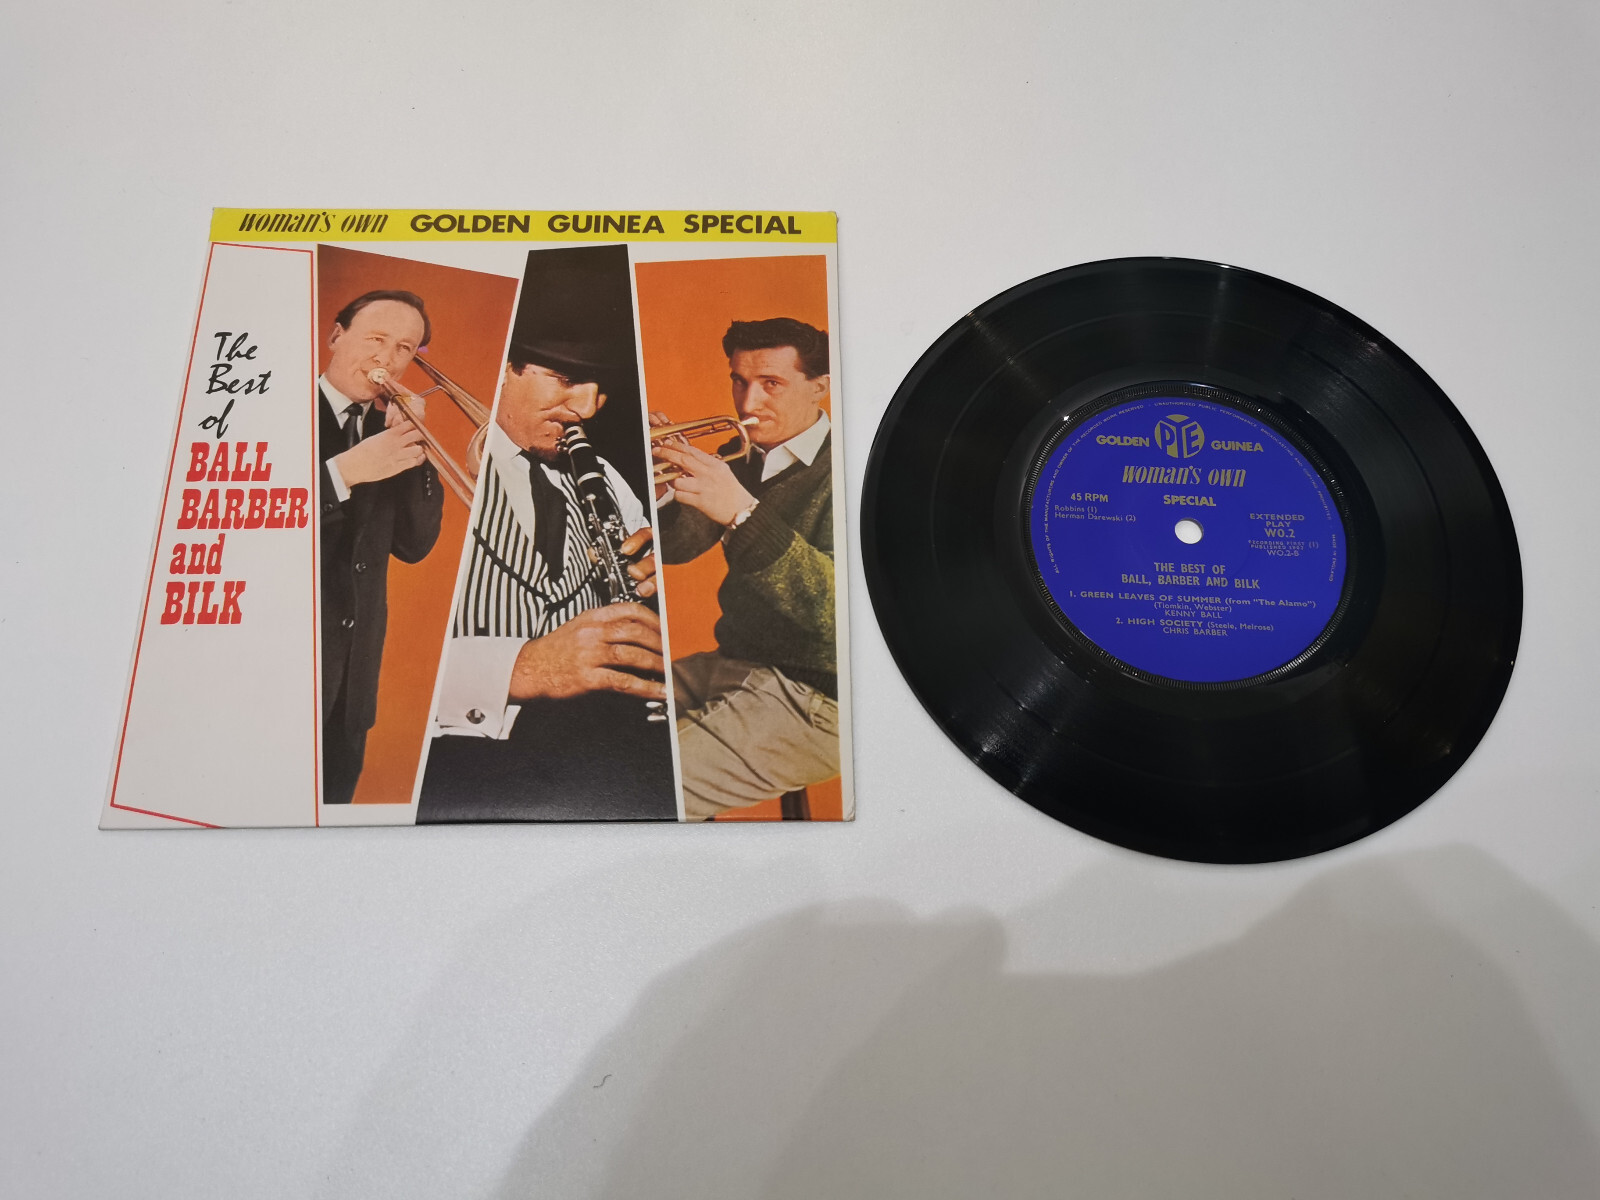 woman's own GOLDEN GUINEA SPECIAL
The
Best
of
BALL
BARBER
and
BILK
GOLDEN PYE GUINEA
woman's own
SPECIAL
45 RPM
Robbins (1)
Herman Darewski (2)
EXTENDED
PLAY
WO.2
RECORDING FIRST (1)
WO.2-B
THE BEST OF
BALL, BARBER AND BILK
1. GREEN LEAVES OF SUMMER (from "The Alamo")
(Tiomkin, Webster)
KENNY BALL
2. HIGH SOCIETY (Steele, Melrose)
CHRIS BARBER